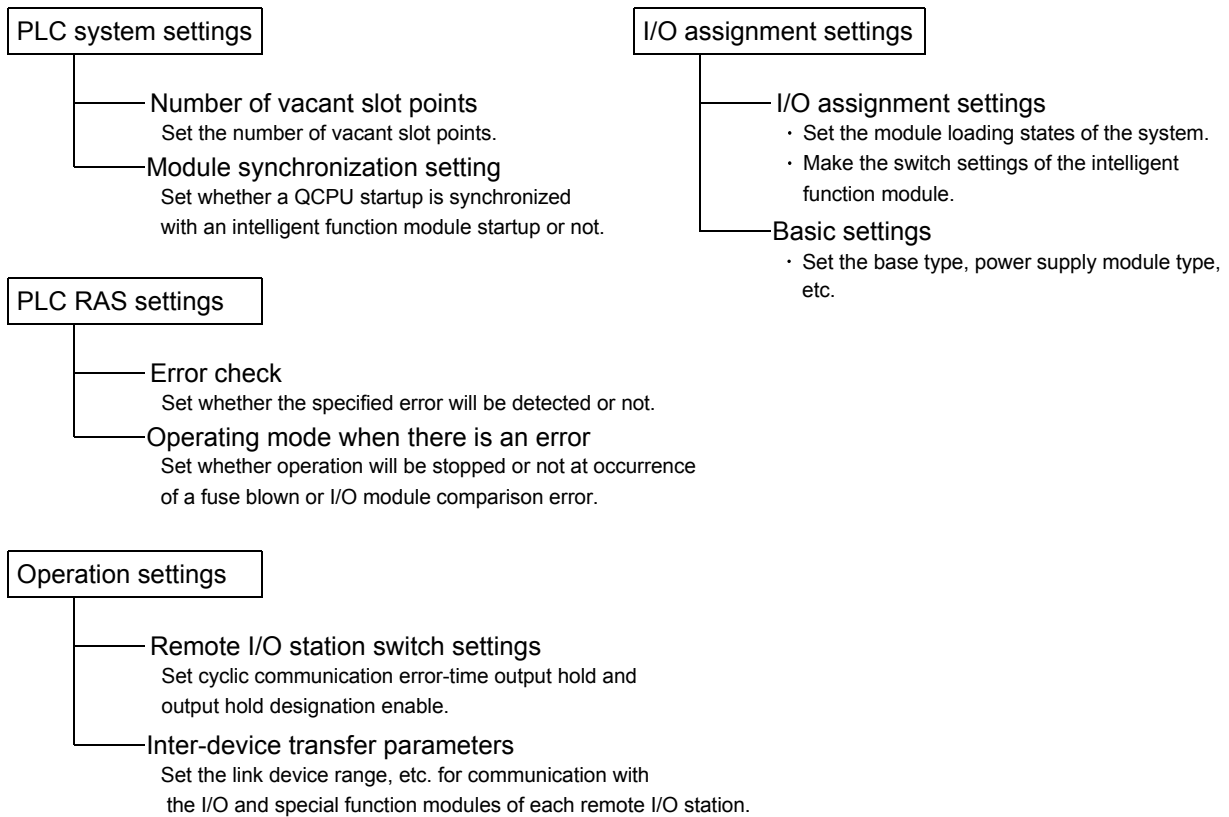 PLC system settings
Number of vacant slot points
Set the number of vacant slot points.
Module synchronization setting
Set whether a QCPU startup is synchronized
with an intelligent function module startup or not.
PLC RAS settings
Error check
Set whether the specified error will be detected or not.
Operating mode when there is an error
Set whether operation will be stopped or not at occurrence
of a fuse blown or I/O module comparison error.
Operation settings
Remote I/O station switch settings
Set cyclic communication error-time output hold and
output hold designation enable.
Inter-device transfer parameters
Set the link device range, etc. for communication with
the I/O and special function modules of each remote I/O station.
I/O assignment settings
I/O assignment settings
・ Set the module loading states of the system.
・ Make the switch settings of the intelligent
function module.
Basic settings
・ Set the base type, power supply module type,
etc.